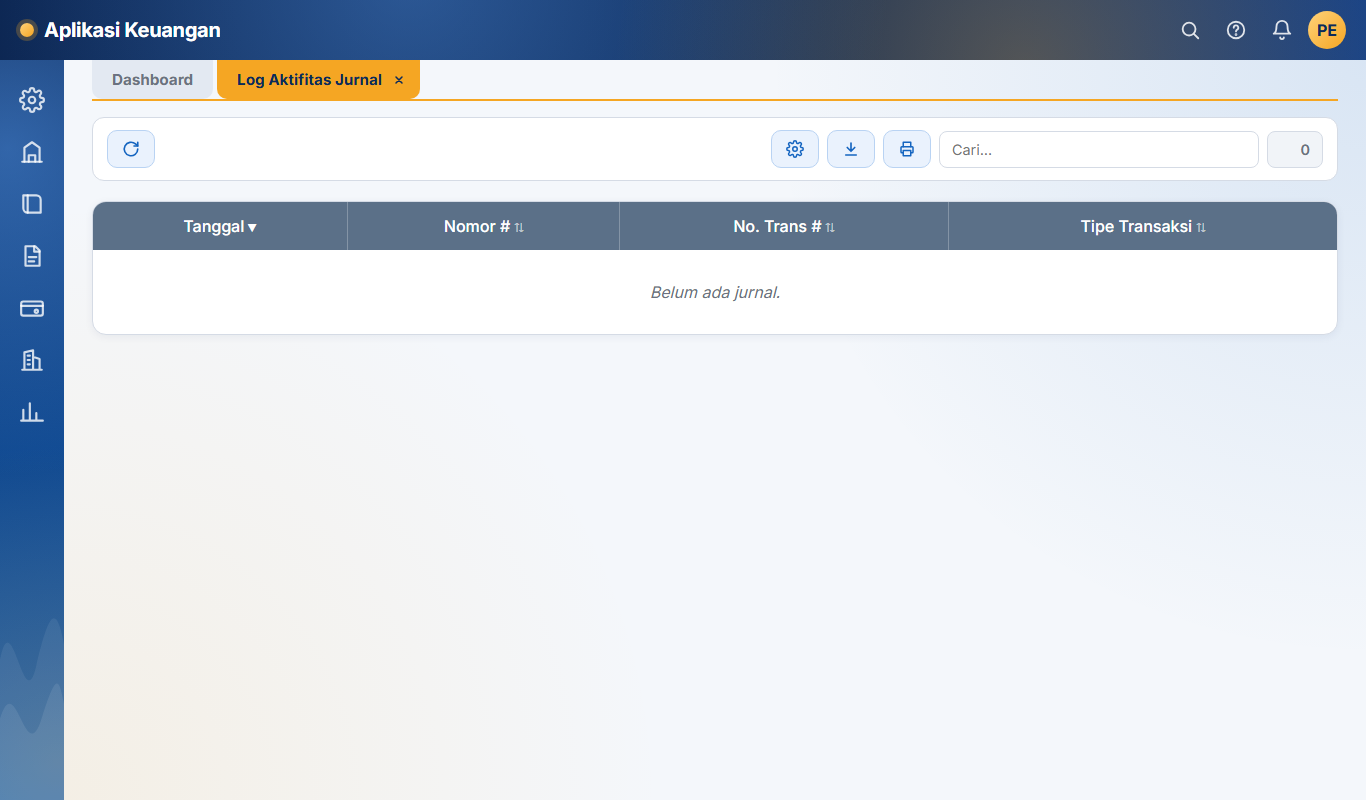 Aplikasi Keuangan
PE
Dashboard
Log Aktifitas Jurnal ×
Cari...
0
Tanggal ▾ Nomor # ⇅ No. Trans # ⇅ Tipe Transaksi ⇅
Belum ada jurnal.